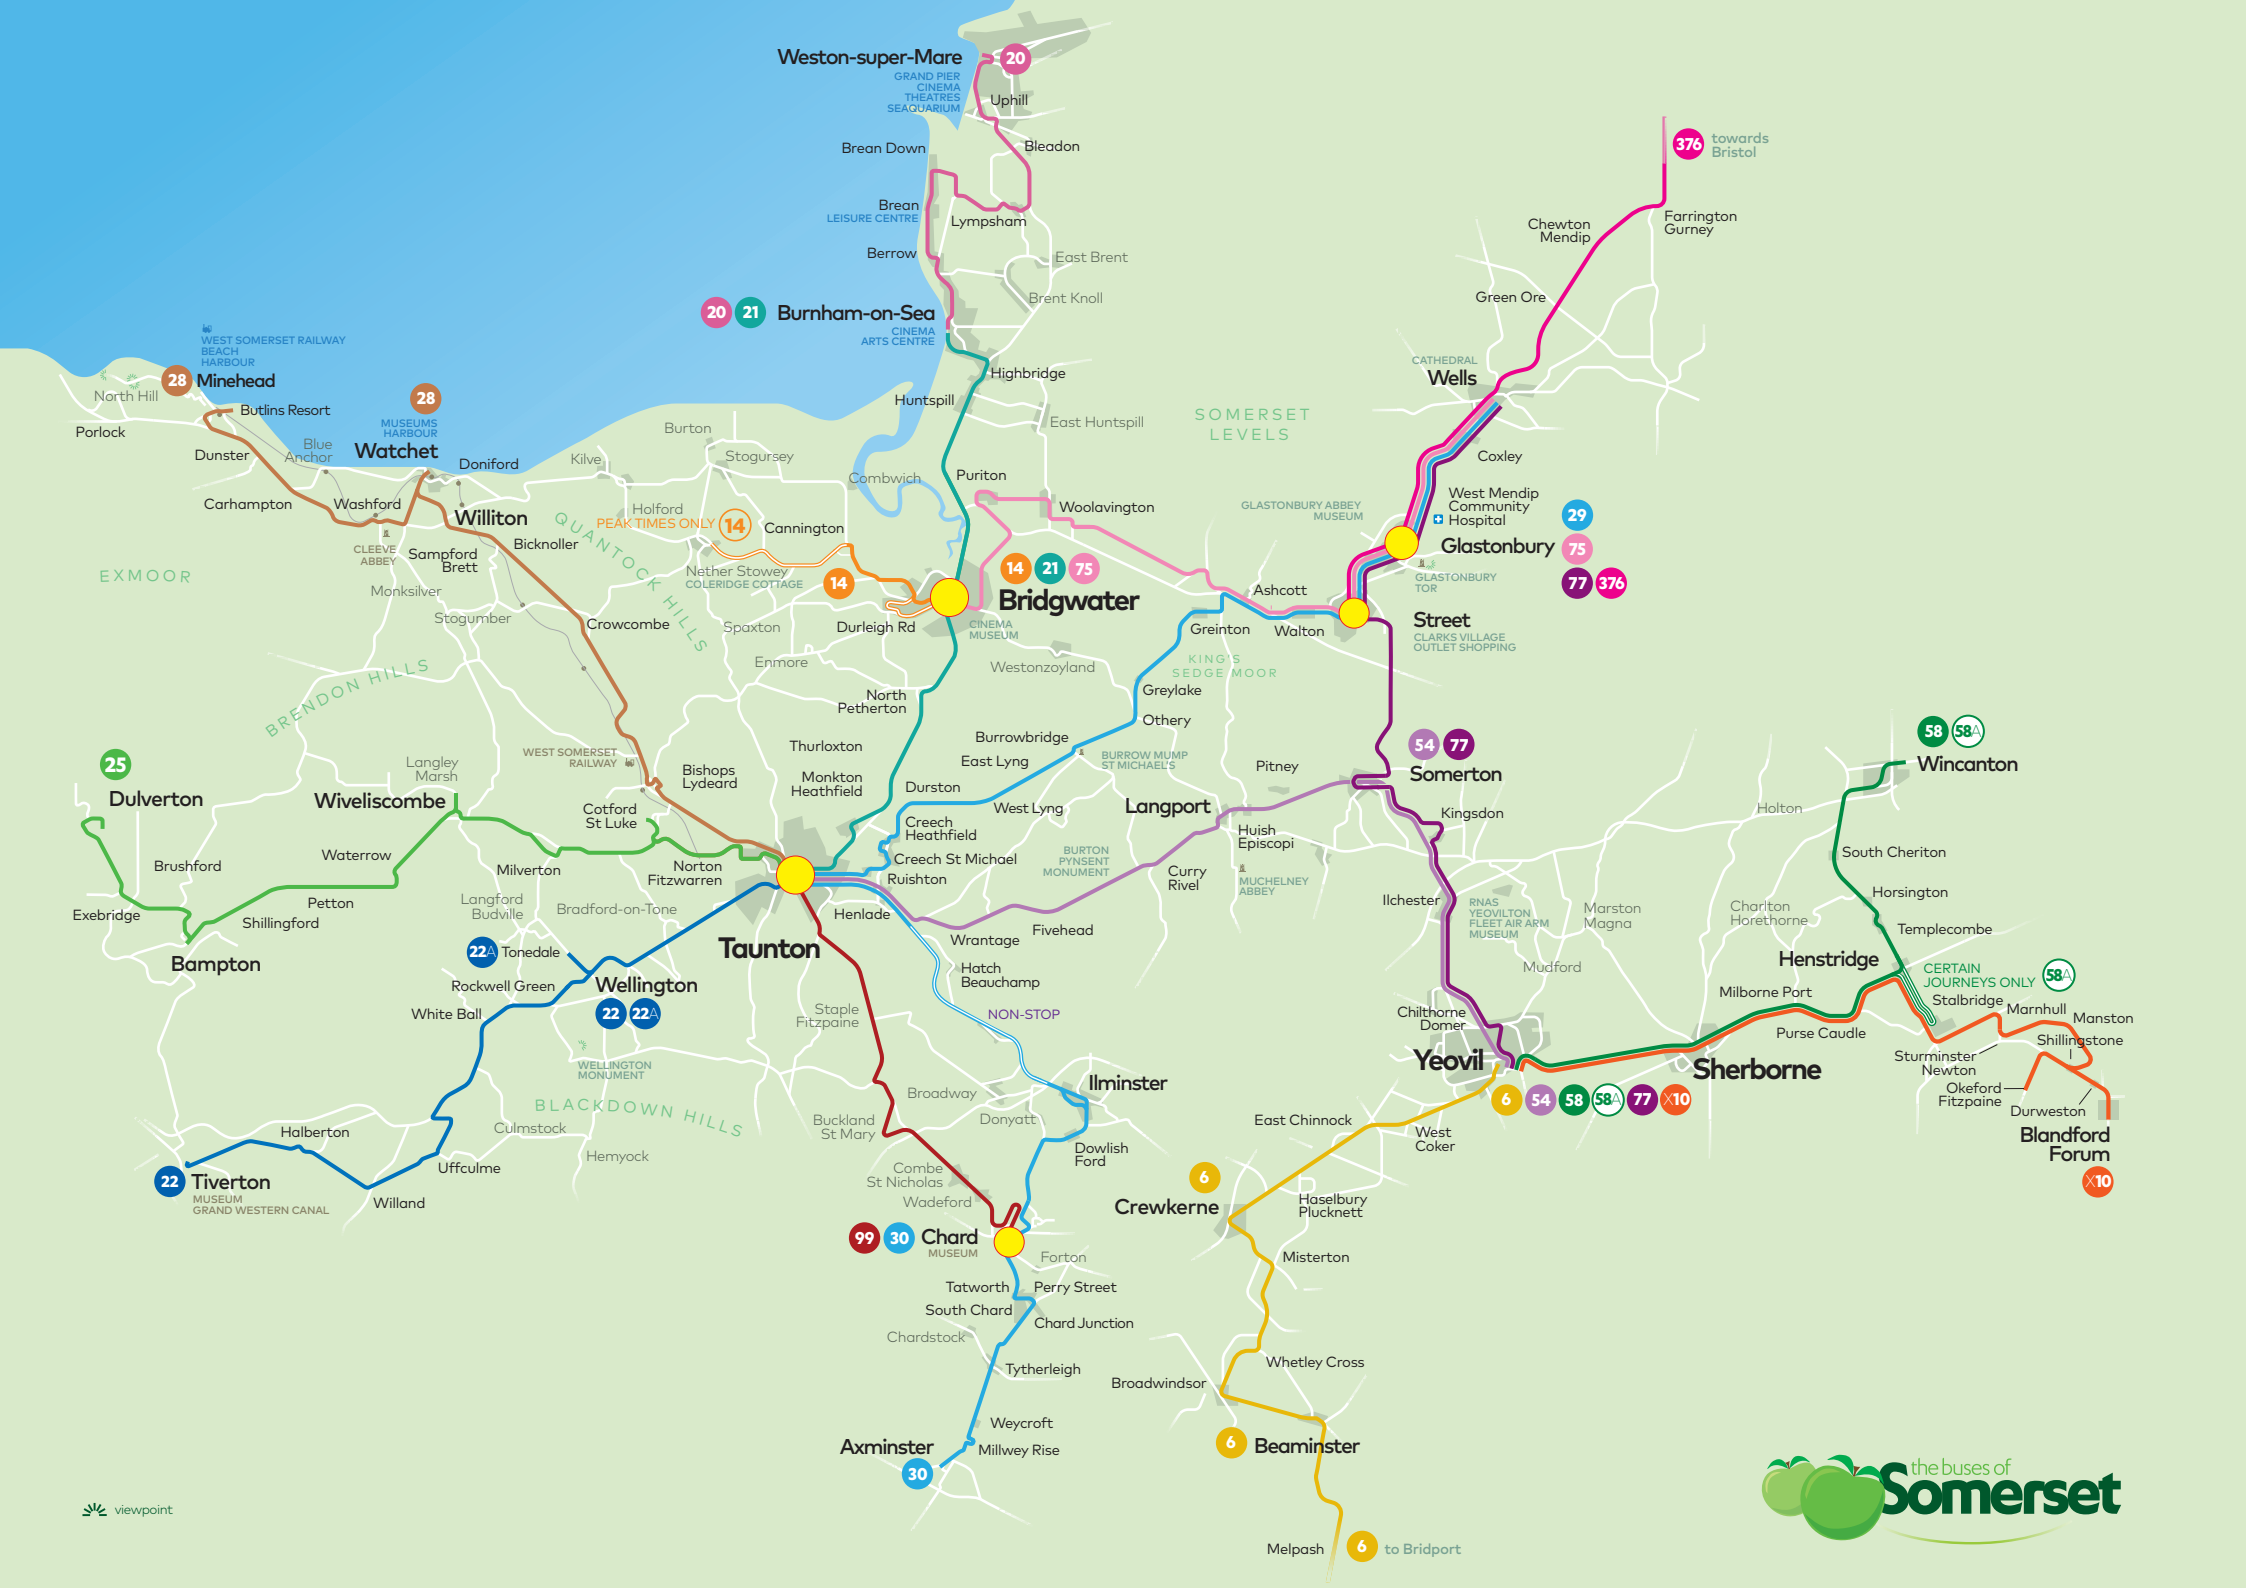 Weston-super-Mare
20
GRAND PIER
CINEMA
THEATRES
SEAQUARIUM
Uphill
Bleadon
Brean Down
Brean
LEISURE CENTRE
Lympsham
Berrow
East Brent
Brent Knoll
20
21
Burnham-on-Sea
CINEMA
ARTS CENTRE
Highbridge
Huntspill
East Huntspill
376
towards
Bristol
Farrington
Gurney
Chewton
Mendip
Green Ore
CATHEDRAL
Wells
SOMERSET
LEVELS
Coxley
West Mendip
Community
Hospital
GLASTONBURY ABBEY
MUSEUM
29
Glastonbury
75
77
376
GLASTONBURY
TOR
Street
CLARKS VILLAGE
OUTLET SHOPPING
WEST SOMERSET RAILWAY
BEACH
HARBOUR
28
Minehead
North Hill
Butlins Resort
Porlock
28
MUSEUMS
HARBOUR
Watchet
Blue
Anchor
Dunster
Doniford
Carhampton
Washford
Williton
CLEEVE
ABBEY
Sampford
Brett
Bicknoller
EXMOOR
Monksilver
Stogumber
Crowcombe
BRENDON HILLS
QUANTOCK HILLS
Burton
Kilve
Stogursey
Holford
PEAK TIMES ONLY
14
Cannington
Combwich
Nether Stowey
COLERIDGE COTTAGE
14
Puriton
Woolavington
14
21
75
Bridgwater
CINEMA
MUSEUM
Durleigh Rd
Spaxton
Enmore
Westonzoyland
North
Petherton
Ashcott
Greinton
Walton
KING'S
SEDGE MOOR
Greylake
Othery
Burrowbridge
BURROW MUMP
ST MICHAEL'S
East Lyng
Thurloxton
Monkton
Heathfield
Durston
West Lyng
Creech
Heathfield
Creech St Michael
Ruishton
Henlade
WEST SOMERSET
RAILWAY
Bishops
Lydeard
Cotford
St Luke
Norton
Fitzwarren
25
Dulverton
Langley
Marsh
Wiveliscombe
Brushford
Waterrow
Milverton
Exebridge
Petton
Shillingford
Bampton
Langford
Budville
Bradford-on-Tone
22A
Tonedale
Taunton
Rockwell Green
Wellington
22
22A
White Ball
WELLINGTON
MONUMENT
BLACKDOWN HILLS
Culmstock
Hemyock
Halberton
Uffculme
22
Tiverton
MUSEUM
GRAND WESTERN CANAL
Willand
Langport
Pitney
Huish
Episcopi
BURTON
PYNSENT
MONUMENT
MUCHELNEY
ABBEY
Curry
Rivel
Wrantage
Fivehead
Hatch
Beauchamp
NON-STOP
Staple
Fitzpaine
Ilminster
Broadway
Donyatt
Buckland
St Mary
Dowlish
Ford
Combe
St Nicholas
Wadeford
99
30
Chard
MUSEUM
Forton
Tatworth
Perry Street
South Chard
Chard Junction
Chardstock
Tytherleigh
Weycroft
Axminster
Millwey Rise
30
54
77
Somerton
Kingsdon
Ilchester
RNAS
YEOVILTON
FLEET AIR ARM
MUSEUM
Marston
Magna
Mudford
Chilthorne
Domer
Yeovil
6
54
58
58A
77
X10
East Chinnock
West
Coker
6
Crewkerne
Haselbury
Plucknett
Misterton
Whetley Cross
Broadwindsor
6
Beaminster
Melpash
6
to Bridport
58
58A
Wincanton
Holton
South Cheriton
Charlton
Horethorne
Horsington
Templecombe
Henstridge
CERTAIN
JOURNEYS ONLY
58A
Milborne Port
Purse Caudle
Sherborne
Stalbridge
Marnhull
Manston
Shillingstone
Sturminster
Newton
Okeford
Fitzpaine
Durweston
Blandford
Forum
X10
viewpoint
the buses of
Somerset